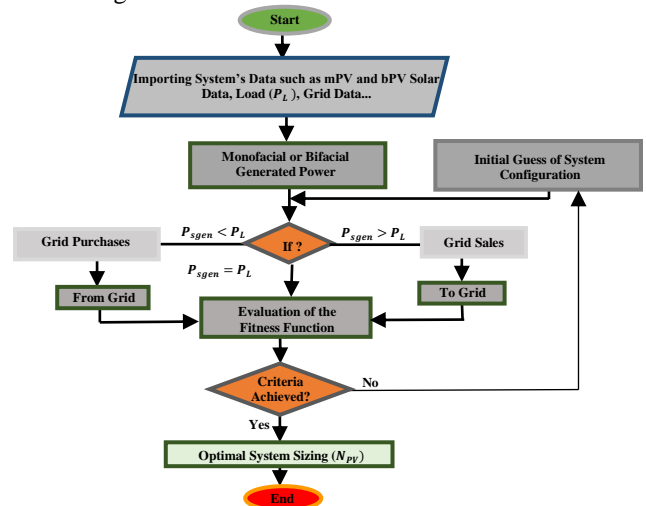 Start
Importing System's Data such as mPV and bPV Solar
Data, Load (P_L), Grid Data...
Monofacial or Bifacial
Generated Power
Initial Guess of System
Configuration
P_sgen < P_L
P_sgen > P_L
Grid Purchases
If ?
Grid Sales
P_sgen = P_L
From Grid
To Grid
Evaluation of the
Fitness Function
Criteria
Achieved?
No
Yes
Optimal System Sizing (N_PV)
End